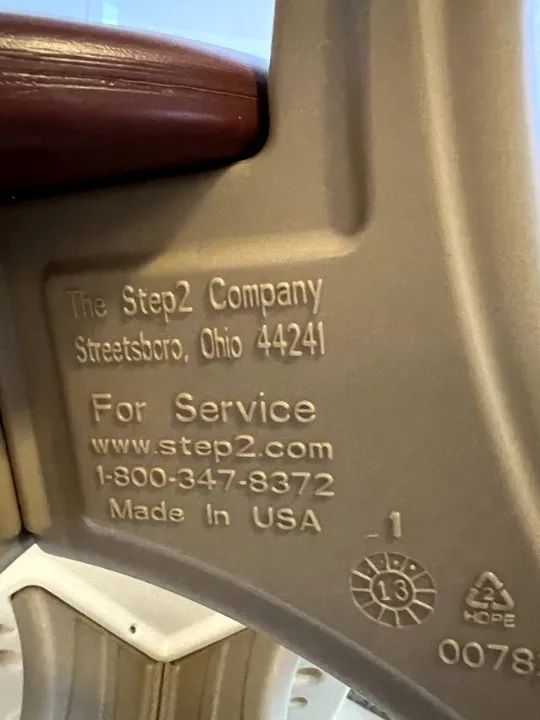 The Step2 Company
Streetsboro, Ohio 44241
For Service
www.step2.com
1-800-347-8372
Made In USA
1
13
2
HDPE
0078